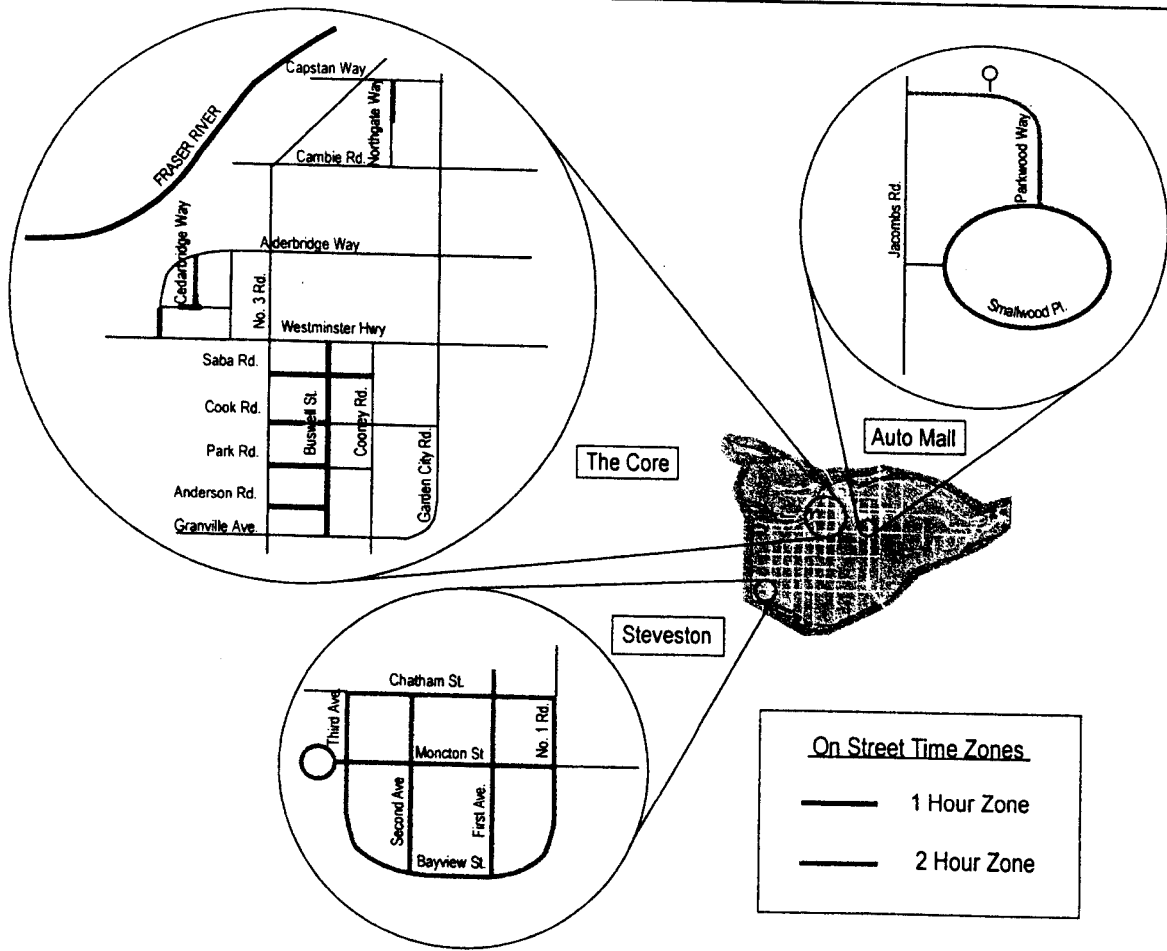 Capstan Way
Northgate Way
FRASER RIVER
Cambie Rd.
Cedarbridge Way
Alderbridge Way
No. 3 Rd.
Westminster Hwy
Saba Rd.
Buswell St.
Cooney Rd.
Cook Rd.
Park Rd.
Anderson Rd.
Granville Ave.
Garden City Rd.
Parkwood Way
Jacombs Rd.
Smallwood Pl.
The Core
Auto Mall
Steveston
Chatham St.
Third Ave.
No. 1 Rd.
Moncton St
Second Ave
First Ave.
Bayview St.
On Street Time Zones
1 Hour Zone
2 Hour Zone